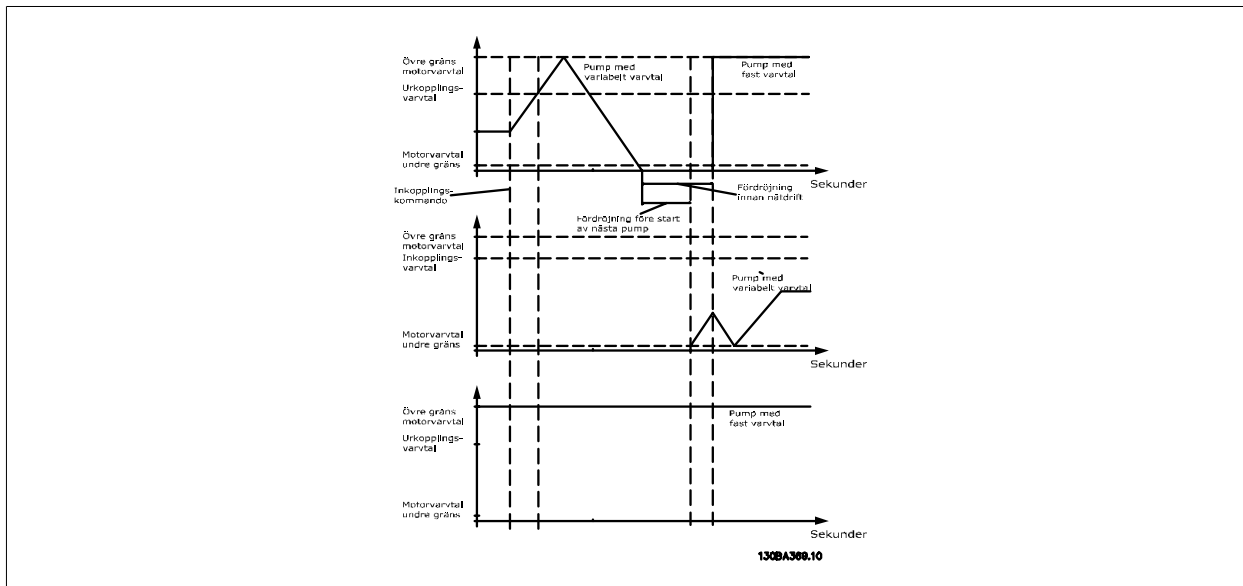 Övre gräns
motorvarvtal
Pump med
variabelt varvtal
Pump med
fast varvtal
Urkopplings-
varvtal
Motorvarvtal
undre gräns
Sekunder
Inkopplings-
kommando
Fördröjning
innan nätdrift
Fördröjning före start
av nästa pump
Övre gräns
motorvarvtal
Inkopplings-
varvtal
Pump med
variabelt varvtal
Motorvarvtal
undre gräns
Sekunder
Övre gräns
motorvarvtal
Pump med
fast varvtal
Urkopplings-
varvtal
Motorvarvtal
undre gräns
Sekunder
130BA369.10